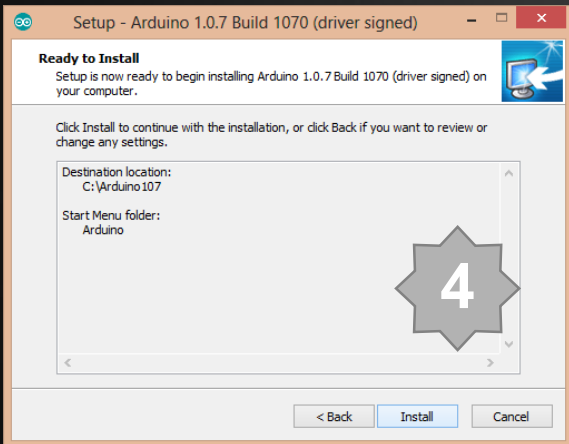 Setup - Arduino 1.0.7 Build 1070 (driver signed)
Ready to Install
Setup is now ready to begin installing Arduino 1.0.7 Build 1070 (driver signed) on
your computer.
Click Install to continue with the installation, or click Back if you want to review or
change any settings.
Destination location:
C:\Arduino107
Start Menu folder:
Arduino
4
< Back Install Cancel